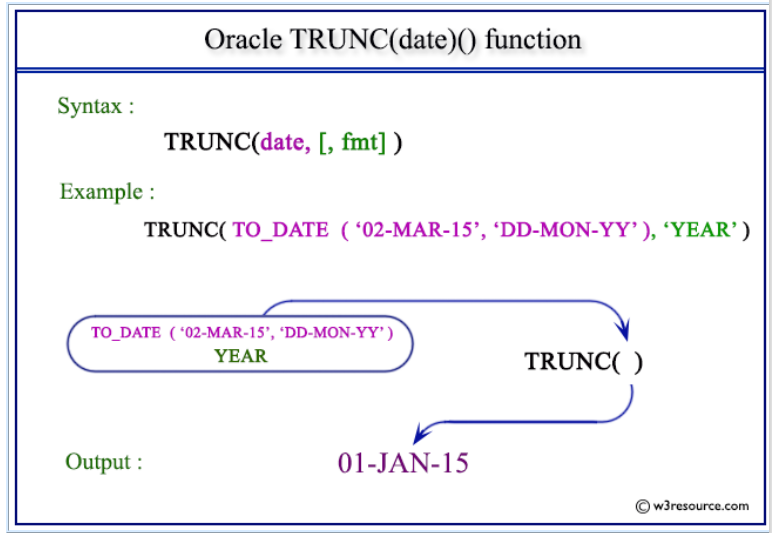 Oracle TRUNC(date)() function
Syntax :
TRUNC(date, [, fmt] )
Example :
TRUNC( TO_DATE ( ‘02-MAR-15’, ‘DD-MON-YY’ ), ‘YEAR’ )
TO_DATE ( ‘02-MAR-15’, ‘DD-MON-YY’ )
YEAR
TRUNC( )
Output :
01-JAN-15
© w3resource.com